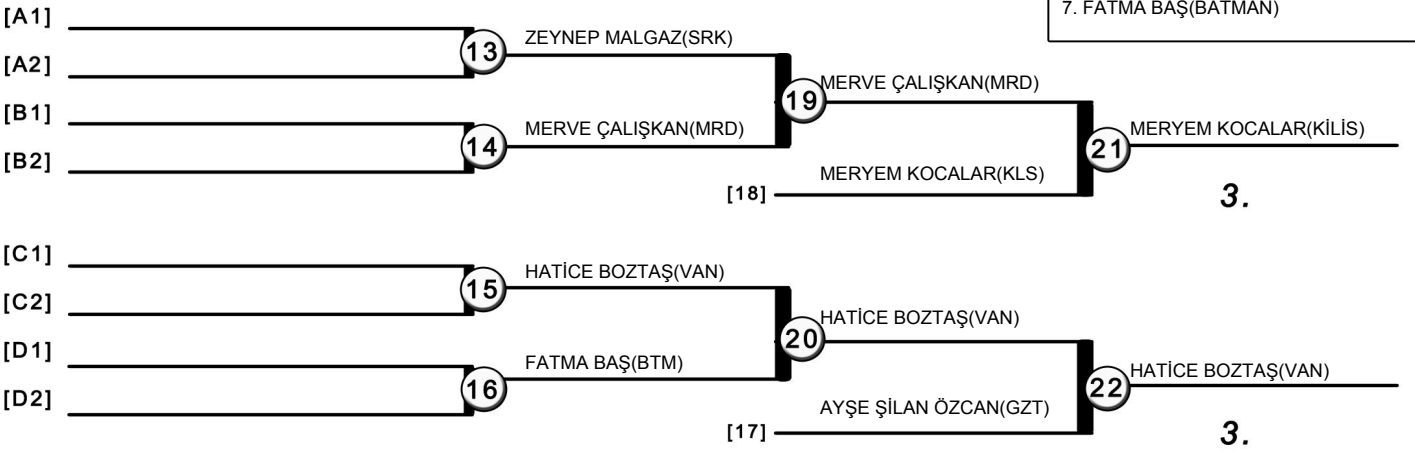 7. FATMA BAŞ(BATMAN)
[A1]
13
ZEYNEP MALGAZ(SRK)
[A2]
19
MERVE ÇALIŞKAN(MRD)
[B1]
14
MERVE ÇALIŞKAN(MRD)
21
MERYEM KOCALAR(KİLİS)
[B2]
[18]
MERYEM KOCALAR(KLS)
3.
[C1]
15
HATİCE BOZTAŞ(VAN)
[C2]
20
HATİCE BOZTAŞ(VAN)
[D1]
16
FATMA BAŞ(BTM)
22
HATİCE BOZTAŞ(VAN)
[D2]
[17]
AYŞE ŞİLAN ÖZCAN(GZT)
3.